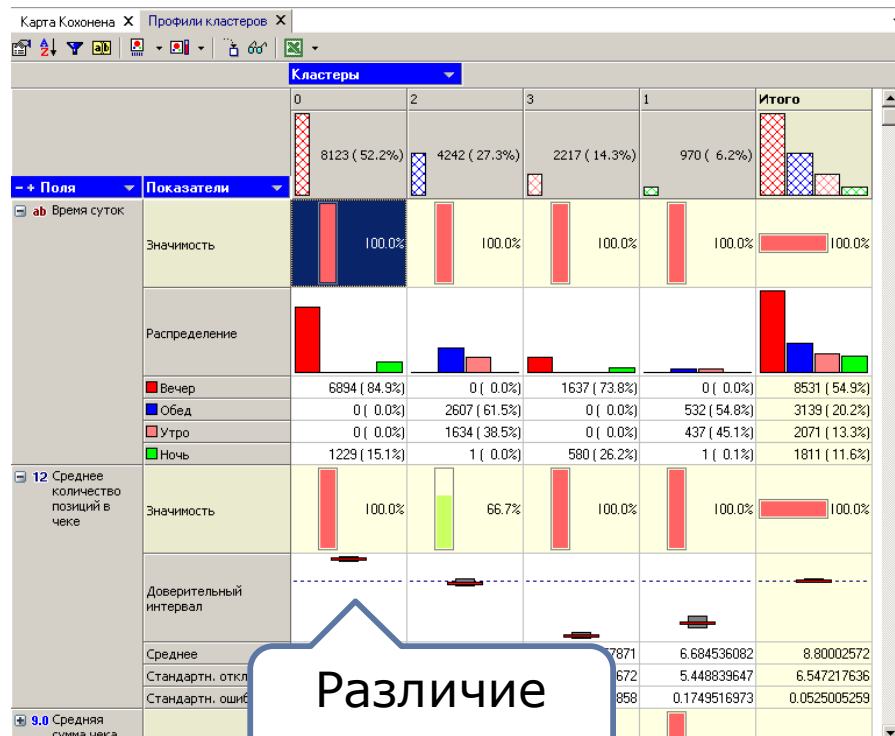 Карта Кохонена X Профили кластеров X
Кластеры
0 2 3 1 Итого
8123 ( 52.2%) 4242 ( 27.3%) 2217 ( 14.3%) 970 ( 6.2%)
− + Поля Показатели
ab Время суток
Значимость 100.0% 100.0% 100.0% 100.0% 100.0%
Распределение
Вечер 6894 ( 84.9%) 0 ( 0.0%) 1637 ( 73.8%) 0 ( 0.0%) 8531 ( 54.9%)
Обед 0 ( 0.0%) 2607 ( 61.5%) 0 ( 0.0%) 532 ( 54.8%) 3139 ( 20.2%)
Утро 0 ( 0.0%) 1634 ( 38.5%) 0 ( 0.0%) 437 ( 45.1%) 2071 ( 13.3%)
Ночь 1229 ( 15.1%) 1 ( 0.0%) 580 ( 26.2%) 1 ( 0.1%) 1811 ( 11.6%)
12 Среднее
количество
позиций в
чеке
Значимость 100.0% 66.7% 100.0% 100.0% 100.0%
Доверительный
интервал
Среднее 7871 6.684536082 8.80002572
Стандартн. откл 672 5.448839647 6.547217636
Стандартн. ошиб 858 0.1749516973 0.0525005259
Различие
9.0 Средняя
сумма чека